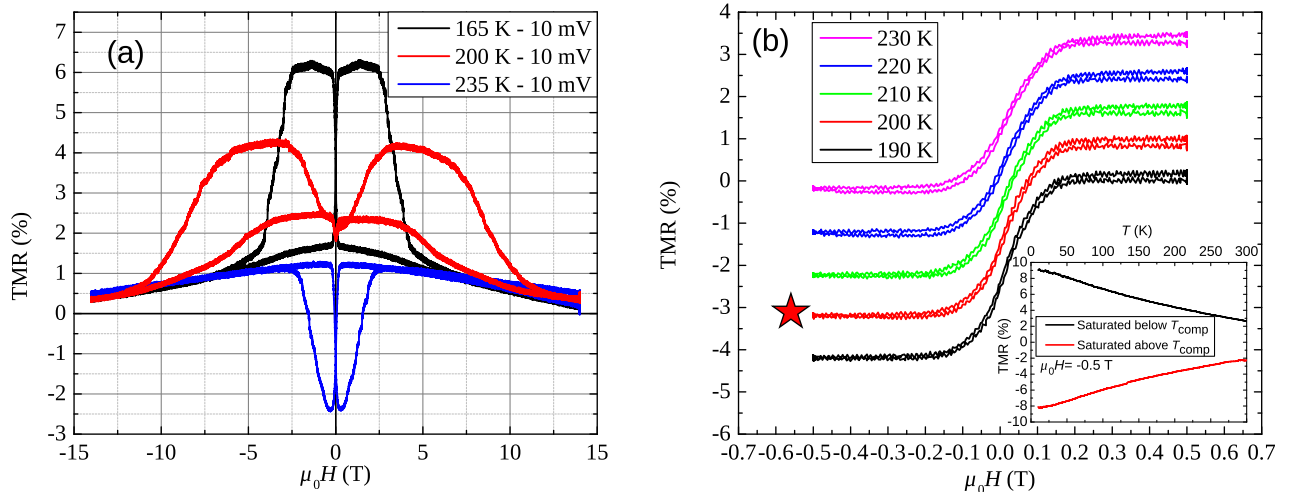 (a)
165 K - 10 mV
200 K - 10 mV
235 K - 10 mV
7
6
5
4
3
2
1
0
-1
-2
-3
TMR (%)
-15 -10 -5 0 5 10 15
μ₀H (T)
(b)
230 K
220 K
210 K
200 K
190 K
4
3
2
1
0
-1
-2
-3
-4
-5
-6
TMR (%)
-0.7 -0.6 -0.5 -0.4 -0.3 -0.2 -0.1 0.0 0.1 0.2 0.3 0.4 0.5 0.6 0.7
μ₀H (T)
T (K)
0 50 100 150 200 250 300
10
8
6
4
2
0
-2
-4
-6
-8
-10
TMR (%)
Saturated below Tcomp
Saturated above Tcomp
μ₀H= -0.5 T